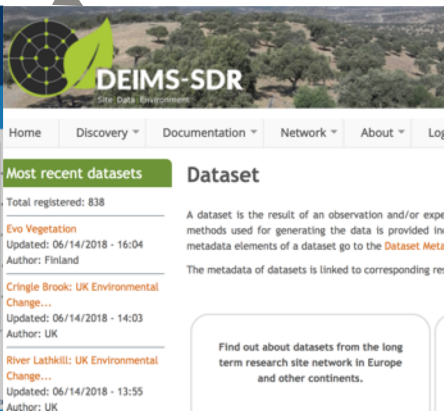 DEIMS-SDR
Site Data Environment
Home Discovery Documentation Network About Log
Most recent datasets
Total registered: 838
Evo Vegetation
Updated: 06/14/2018 - 16:04
Author: Finland
Cringle Brook: UK Environmental
Change...
Updated: 06/14/2018 - 14:03
Author: UK
River Lathkill: UK Environmental
Change...
Updated: 06/14/2018 - 13:55
Author: UK
Dataset
A dataset is the result of an observation and/or expe
methods used for generating the data is provided in
metadata elements of a dataset go to the Dataset Meta
The metadata of datasets is linked to corresponding res
Find out about datasets from the long
term research site network in Europe
and other continents.